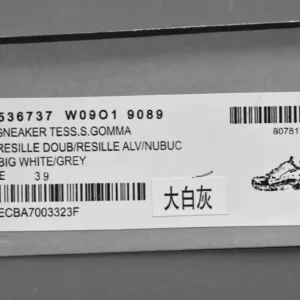 536737 W09O1 9089
SNEAKER TESS.S.GOMMA
RESILLE DOUB/RESILLE ALV/NUBUC
BIG WHITE/GREY
E 39
大白灰
ECBA7003323F
80781